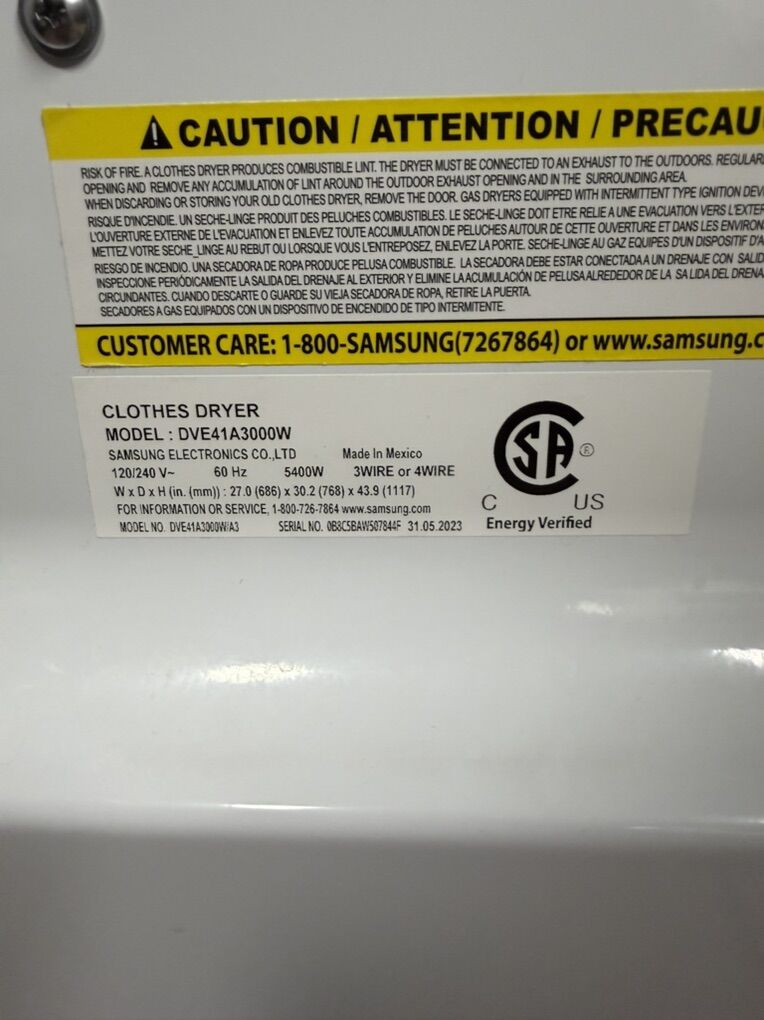 CAUTION / ATTENTION / PRECAU
RISK OF FIRE. A CLOTHES DRYER PRODUCES COMBUSTIBLE LINT. THE DRYER MUST BE CONNECTED TO AN EXHAUST TO THE OUTDOORS. REGULAR
OPENING AND REMOVE ANY ACCUMULATION OF LINT AROUND THE OUTDOOR EXHAUST OPENING AND IN THE SURROUNDING AREA.
WHEN DISCARDING OR STORING YOUR OLD CLOTHES DRYER, REMOVE THE DOOR. GAS DRYERS EQUIPPED WITH INTERMITTENT TYPE IGNITION DEV
RISQUE D'INCENDIE. UN SECHE-LINGE PRODUIT DES PELUCHES COMBUSTIBLES. LE SECHE-LINGE DOIT ETRE RELIE A UNE EVACUATION VERS L'EXTER
L'OUVERTURE EXTERNE DE L'EVACUATION ET ENLEVEZ TOUTE ACCUMULATION DE PELUCHES AUTOUR DE CETTE OUVERTURE ET DANS LES ENVIRON
METTEZ VOTRE SECHE_LINGE AU REBUT OU LORSQUE VOUS L'ENTREPOSEZ, ENLEVEZ LA PORTE. SECHE-LINGE AU GAZ EQUIPES D'UN DISPOSITIF D'A
RIESGO DE INCENDIO. UNA SECADORA DE ROPA PRODUCE PELUSA COMBUSTIBLE. LA SECADORA DEBE ESTAR CONECTADA A UN DRENAJE CON SALID
INSPECCIONE PERIÓDICAMENTE LA SALIDA DEL DRENAJE AL EXTERIOR Y ELIMINE LA ACUMULACIÓN DE PELUSA ALREDEDOR DE LA SALIDA DEL DRENA
CIRCUNDANTES. CUANDO DESCARTE O GUARDE SU VIEJA SECADORA DE ROPA, RETIRE LA PUERTA.
SECADORES A GAS EQUIPADOS CON UN DISPOSITIVO DE ENCENDIDO DE TIPO INTERMITENTE.
CUSTOMER CARE: 1-800-SAMSUNG(7267864) or www.samsung.c
CLOTHES DRYER
MODEL : DVE41A3000W
SAMSUNG ELECTRONICS CO.,LTD Made In Mexico
120/240 V~ 60 Hz 5400W 3WIRE or 4WIRE
W x D x H (in. (mm)) : 27.0 (686) x 30.2 (768) x 43.9 (1117)
FOR INFORMATION OR SERVICE, 1-800-726-7864 www.samsung.com
MODEL NO. DVE41A3000W/A3 SERIAL NO. 0B8C5BAW507844F 31.05.2023
CSA ®
C US
Energy Verified